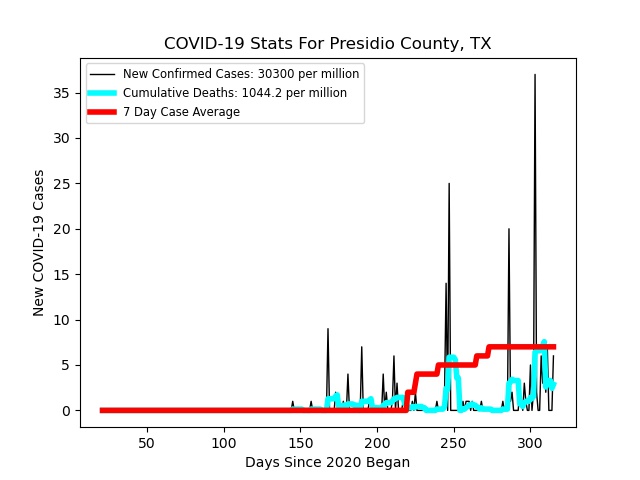 COVID-19 Stats For Presidio County, TX
New Confirmed Cases: 30300 per million
Cumulative Deaths: 1044.2 per million
7 Day Case Average
New COVID-19 Cases
35
30
25
20
15
10
5
0
50 100 150 200 250 300
Days Since 2020 Began